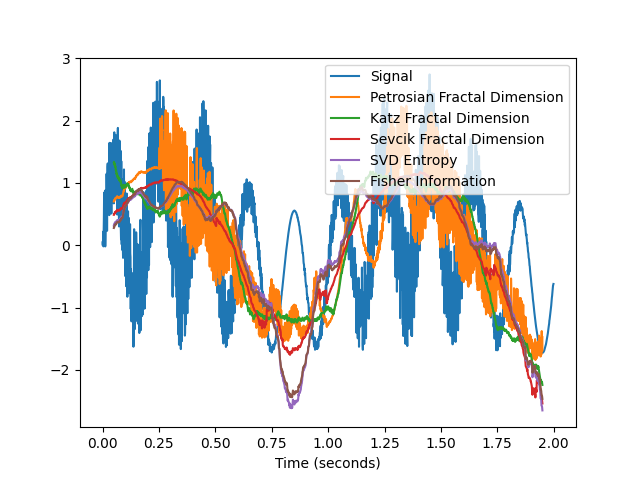 3
2
1
0
−1
−2
Signal
Petrosian Fractal Dimension
Katz Fractal Dimension
Sevcik Fractal Dimension
SVD Entropy
Fisher Information
0.00 0.25 0.50 0.75 1.00 1.25 1.50 1.75 2.00
Time (seconds)